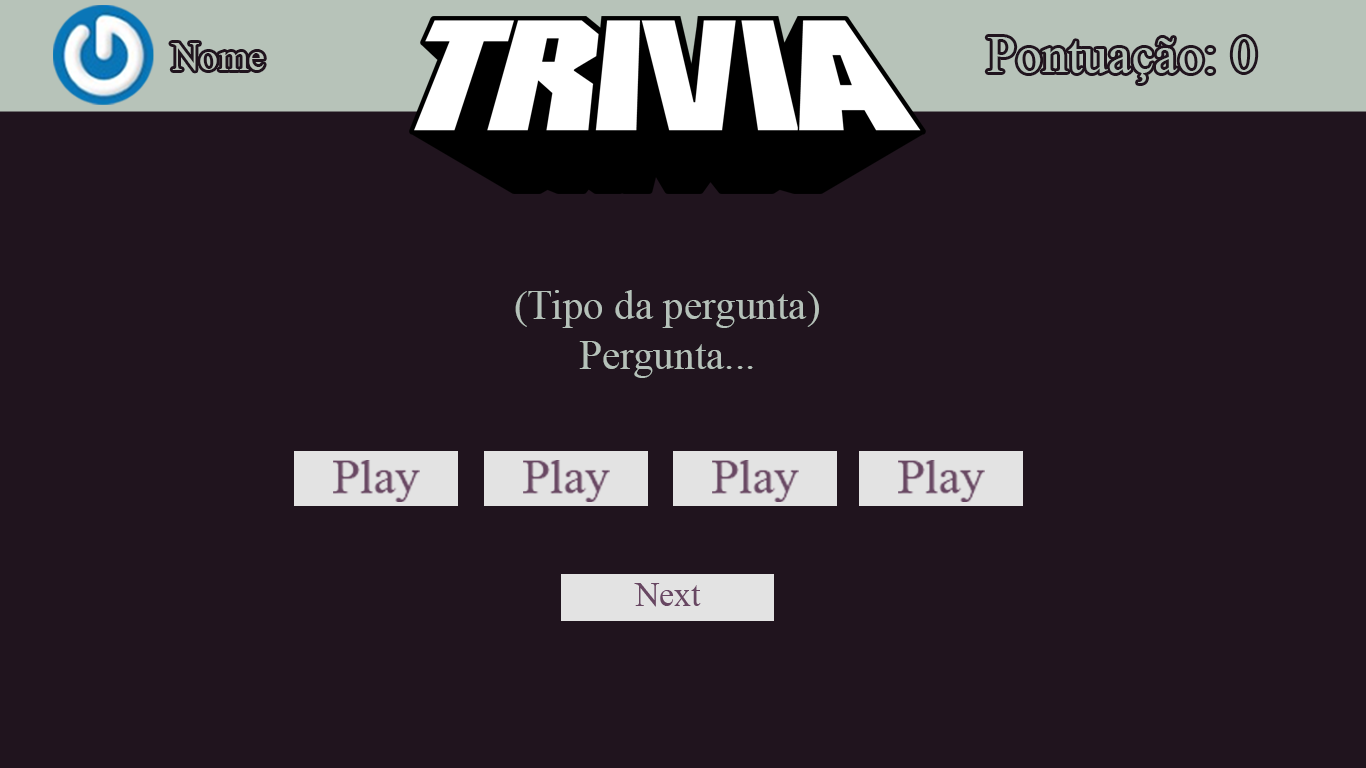 Nome
TRIVIA
Pontuação: 0
(Tipo da pergunta)
Pergunta...
Play
Play
Play
Play
Next